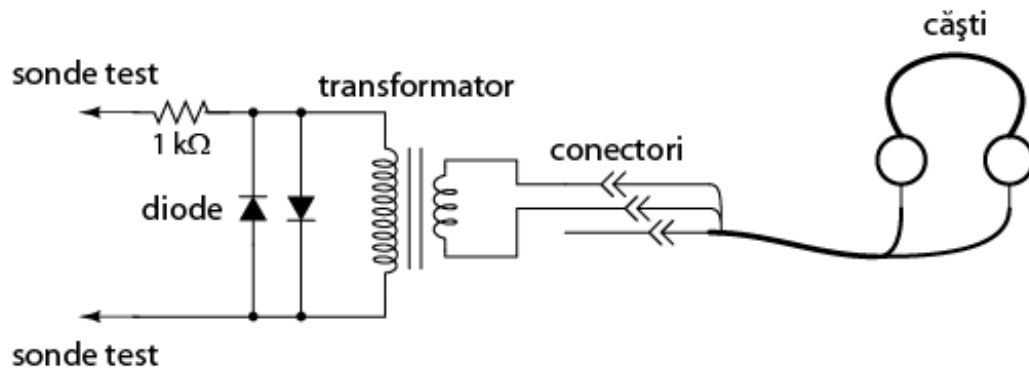 căşti
sonde test
transformator
1 kΩ
conectori
diode
sonde test